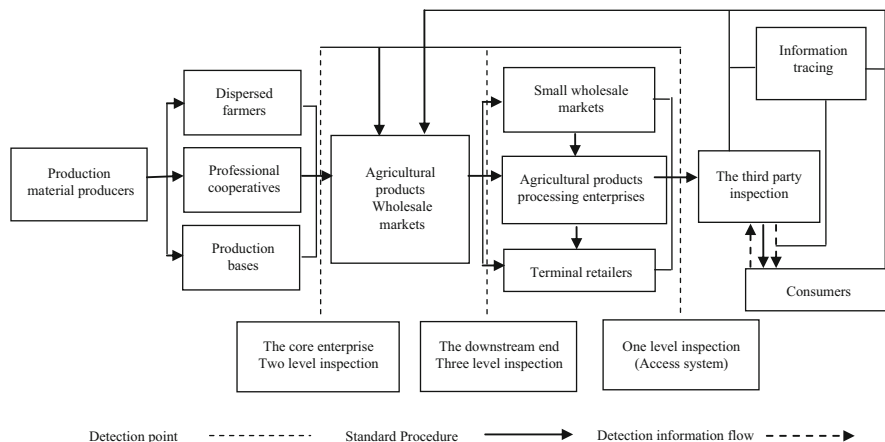 Information
tracing
Dispersed
farmers
Small wholesale
markets
Production
material producers
Professional
cooperatives
Agricultural
products
Wholesale
markets
Agricultural products
processing enterprises
The third party
inspection
Production
bases
Terminal retailers
Consumers
The core enterprise
Two level inspection
The downstream end
Three level inspection
One level inspection
(Access system)
Detection point
Standard Procedure
Detection information flow